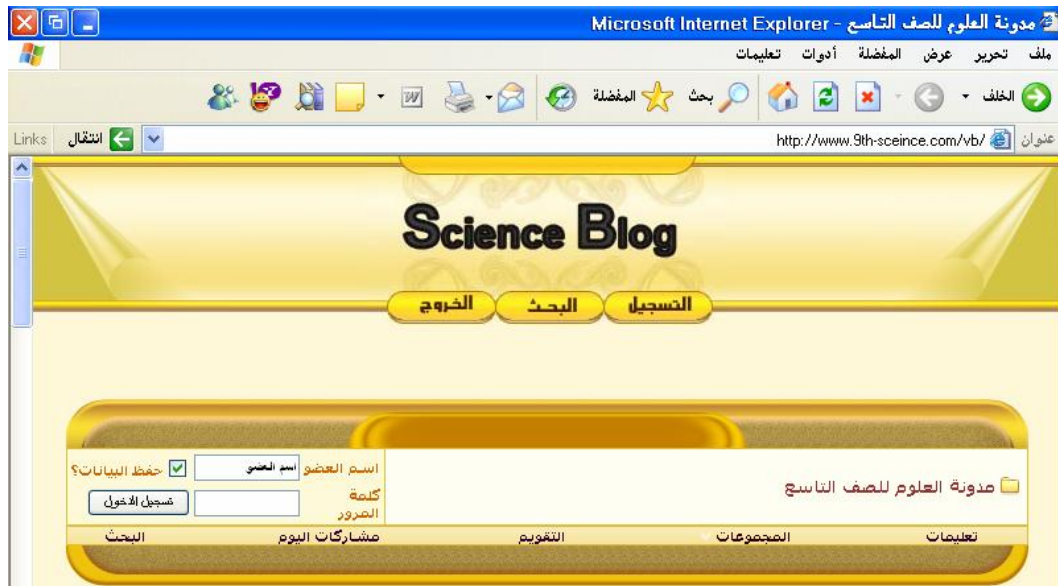 مدونة العلوم للصف التاسع - Microsoft Internet Explorer
ملف تحرير عرض المفضلة أدوات تعليمات
الخلف بحث المفضلة
عنوان http://www.9th-sceince.com/vb/ انتقال Links
Science Blog
التسجيل البحث الخروج
مدونة العلوم للصف التاسع
اسم العضو اسم العضو حفظ البيانات؟
كلمة المرور تسجيل الدخول
تعليمات المجموعات التقويم مشاركات اليوم البحث